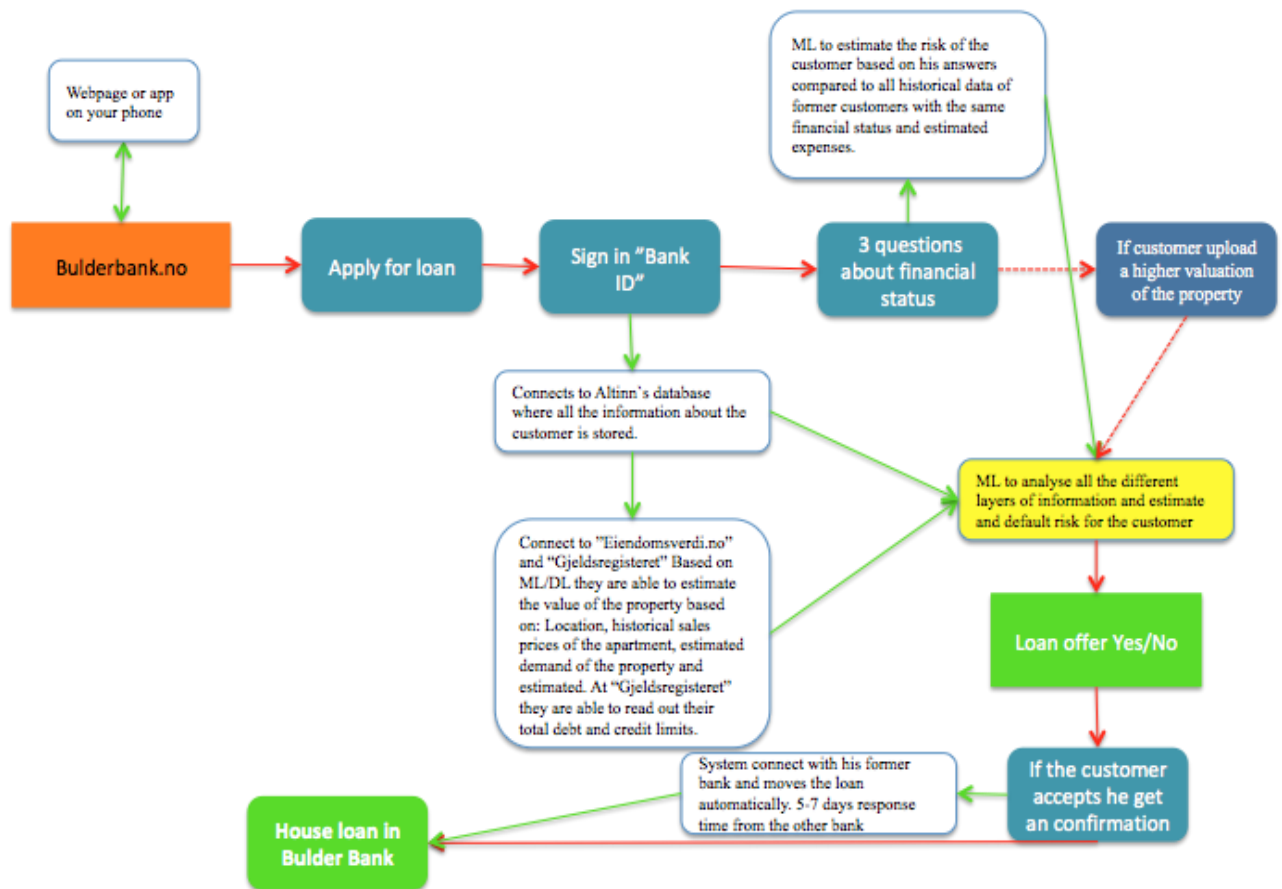 ML to estimate the risk of the
customer based on his answers
compared to all historical data of
former customers with the same
financial status and estimated
expenses.
Webpage or app
on your phone
Bulderbank.no
Apply for loan
Sign in ”Bank
ID”
3 questions
about financial
status
If customer upload
a higher valuation
of the property
Connects to Altinn`s database
where all the information about the
customer is stored.
ML to analyse all the different
layers of information and estimate
and default risk for the customer
Connect to ”Eiendomsverdi.no”
and “Gjeldsregisteret” Based on
ML/DL they are able to estimate
the value of the property based
on: Location, historical sales
prices of the apartment, estimated
demand of the property and
estimated. At “Gjeldsregisteret”
they are able to read out their
total debt and credit limits.
Loan offer Yes/No
If the customer
accepts he get
an confirmation
System connect with his former
bank and moves the loan
automatically. 5-7 days response
time from the other bank
House loan in
Bulder Bank